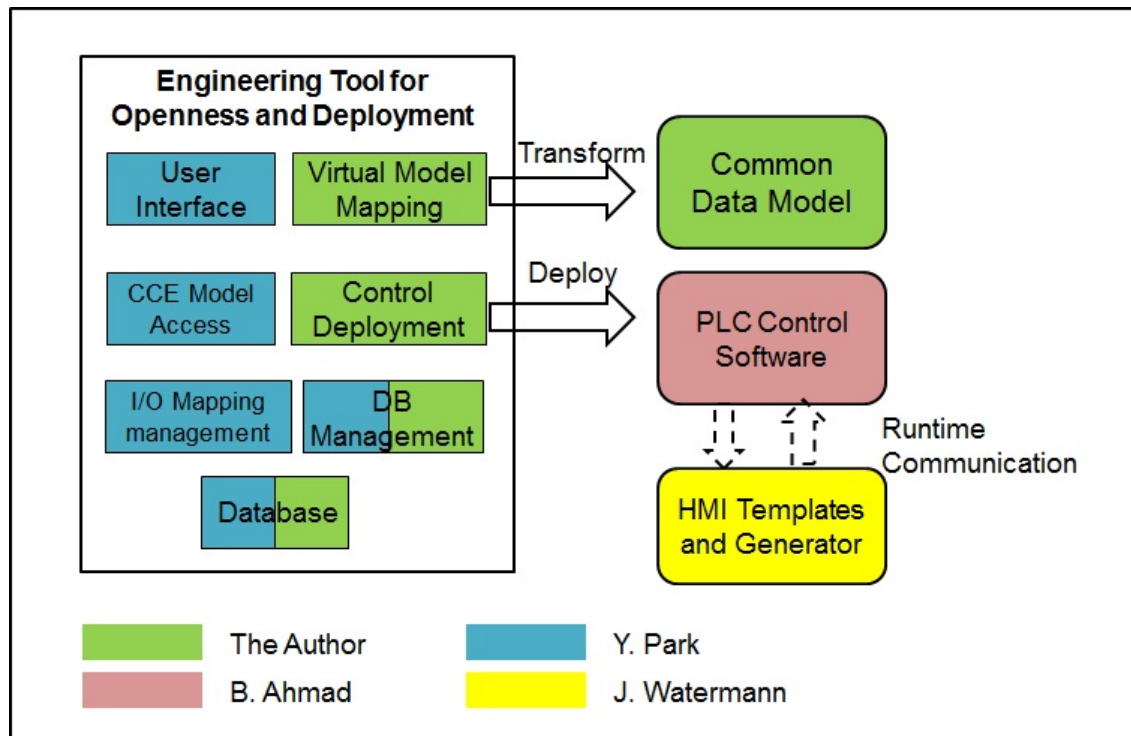 Engineering Tool for
Openness and Deployment
User
Interface
Virtual Model
Mapping
Transform
Common
Data Model
CCE Model
Access
Control
Deployment
Deploy
PLC Control
Software
I/O Mapping
management
DB
Management
Runtime
Communication
Database
HMI Templates
and Generator
The Author
Y. Park
B. Ahmad
J. Watermann